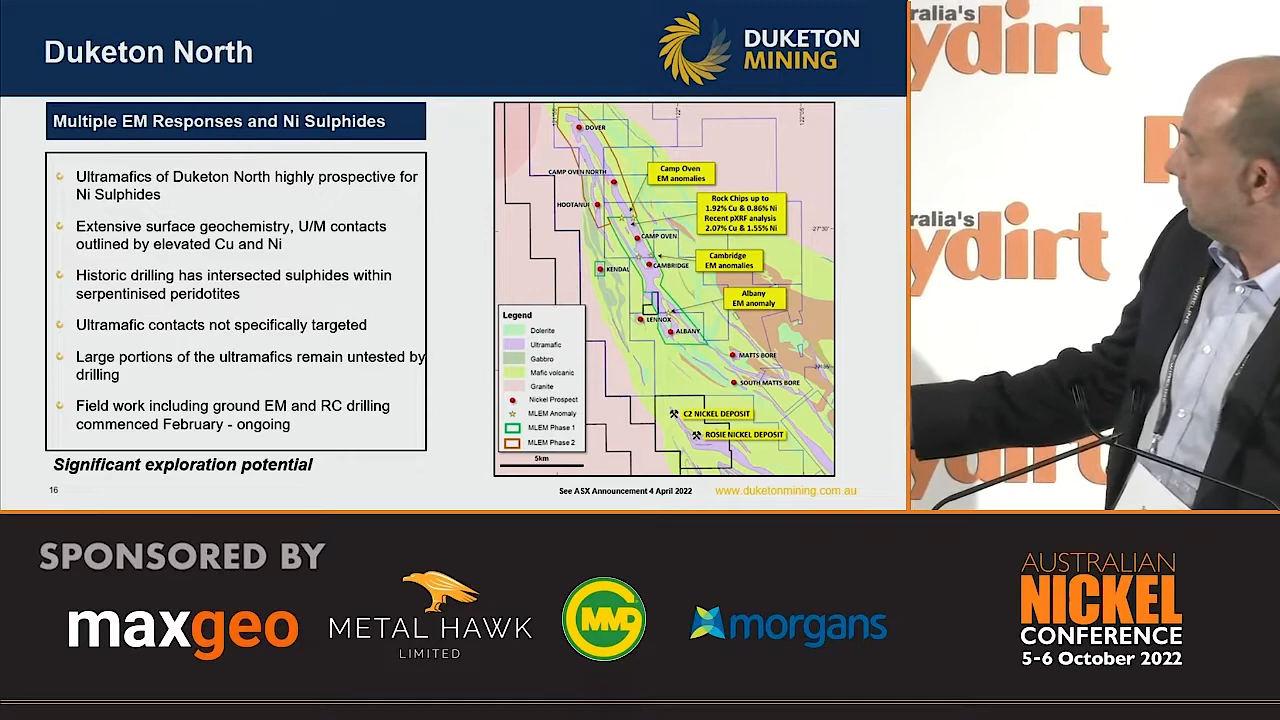 Duketon North
DUKETON
MINING
Multiple EM Responses and Ni Sulphides
Ultramafics of Duketon North highly prospective for
Ni Sulphides
Extensive surface geochemistry, U/M contacts
outlined by elevated Cu and Ni
Historic drilling has intersected sulphides within
serpentinised peridotites
Ultramafic contacts not specifically targeted
Large portions of the ultramafics remain untested by
drilling
Field work including ground EM and RC drilling
commenced February - ongoing
Significant exploration potential
16
DOVER
CAMP OVEN NORTH
Camp Oven
EM anomalies
HOOTANUI
Rock Chips up to
1.92% Cu & 0.86% Ni
Recent pXRF analysis
2.07% Cu & 1.55% Ni
CAMP OVEN
KENDAL
CAMBRIDGE
Cambridge
EM anomalies
Albany
EM anomaly
LENNOX
ALBANY
MATTS BORE
SOUTH MATTS BORE
C2 NICKEL DEPOSIT
ROSIE NICKEL DEPOSIT
Legend
Dolerite
Ultramafic
Gabbro
Mafic volcanic
Granite
Nickel Prospect
MLEM Anomaly
MLEM Phase 1
MLEM Phase 2
5km
See ASX Announcement 4 April 2022
www.duketonmining.com.au
ralia's
ydirt
ralia's
ydirt
SPONSORED BY
maxgeo
METAL HAWK
LIMITED
MMD
morgans
AUSTRALIAN
NICKEL
CONFERENCE
5-6 October 2022